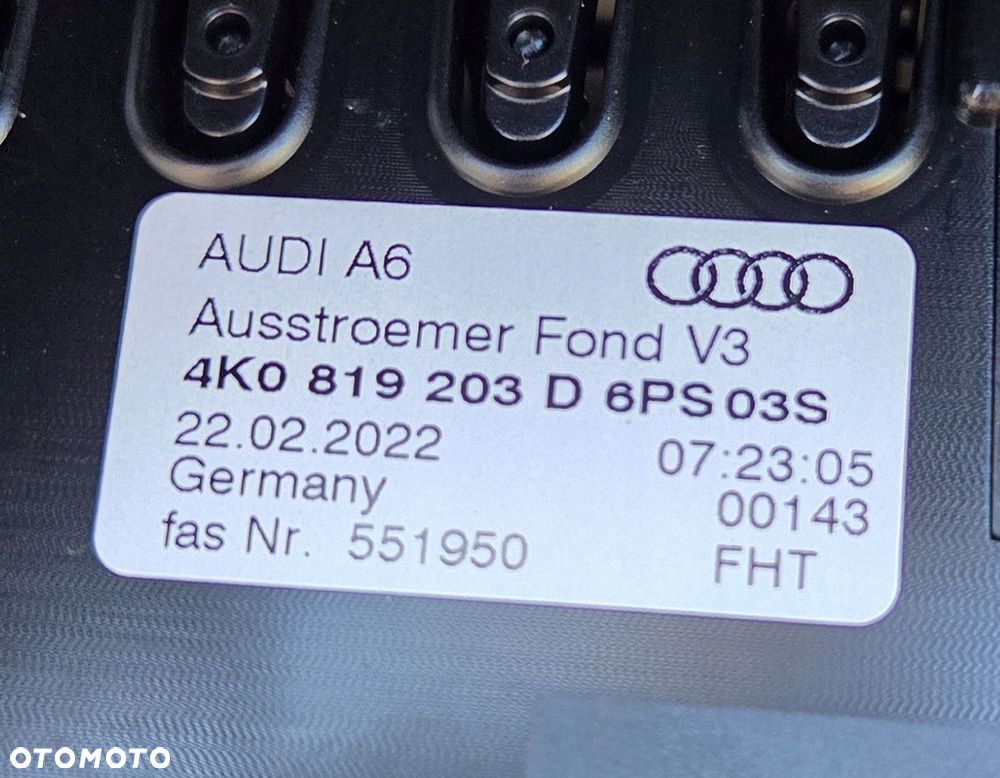 AUDI A6
Ausstroemer Fond V3
4K0 819 203 D 6PS 03S
22.02.2022 07:23:05
Germany 00143
fas Nr. 551950 FHT
OTOMOTO